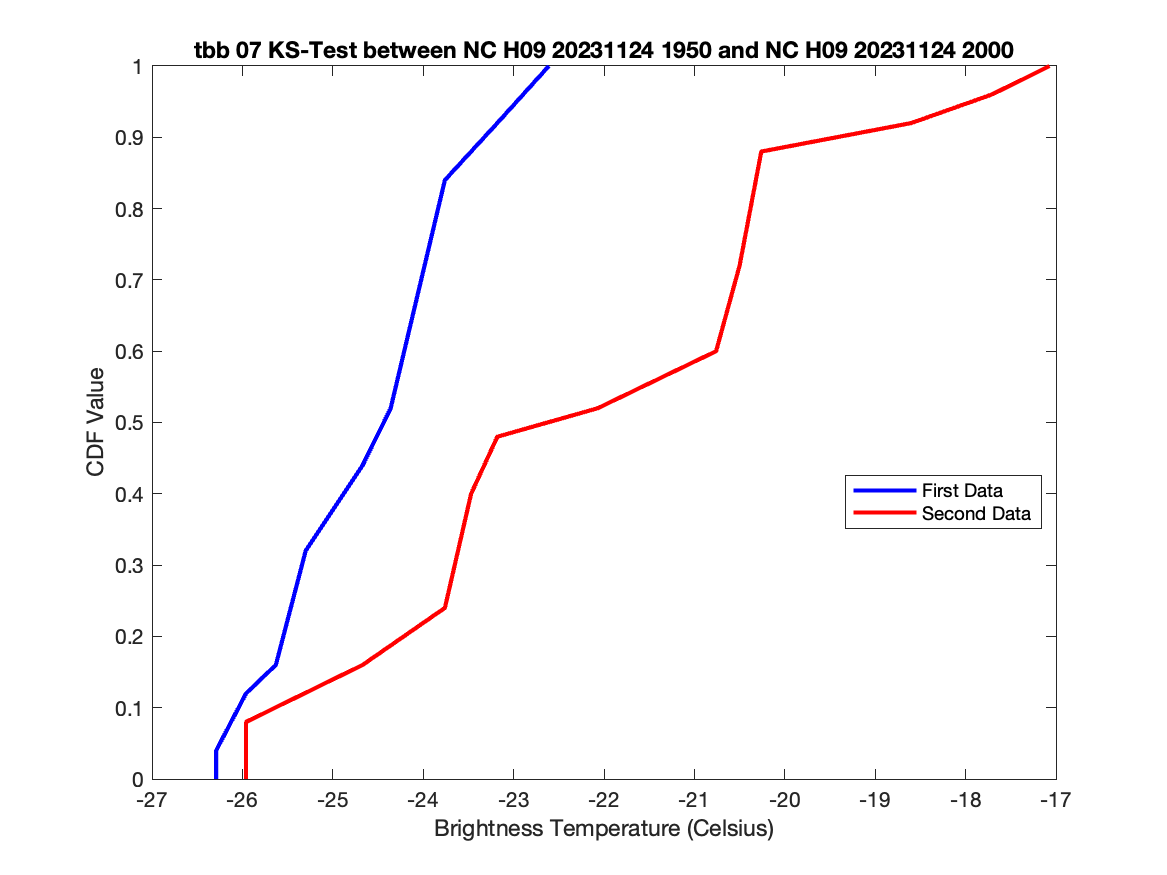 tbb 07 KS-Test between NC H09 20231124 1950 and NC H09 20231124 2000
1
0.9
0.8
0.7
0.6
0.5
0.4
0.3
0.2
0.1
0
CDF Value
First Data
Second Data
-27 -26 -25 -24 -23 -22 -21 -20 -19 -18 -17
Brightness Temperature (Celsius)